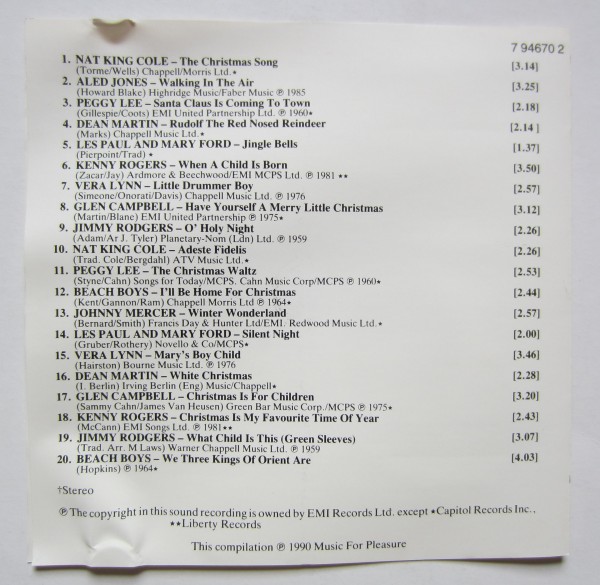 7 94670 2
1. NAT KING COLE – The Christmas Song [3.14]
(Torme/Wells) Chappell/Morris Ltd.★
2. ALED JONES – Walking In The Air [3.25]
(Howard Blake) Highridge Music/Faber Music ℗ 1985
3. PEGGY LEE – Santa Claus Is Coming To Town [2.18]
(Gillespie/Coots) EMI United Partnership Ltd. ℗ 1960★
4. DEAN MARTIN – Rudolf The Red Nosed Reindeer [2.14 ]
(Marks) Chappell Music Ltd.★
5. LES PAUL AND MARY FORD – Jingle Bells [1.37]
(Pierpoint/Trad) ★
6. KENNY ROGERS – When A Child Is Born [3.50]
(Zacar/Jay) Ardmore & Beechwood/EMI MCPS Ltd. ℗ 1981 ★★
7. VERA LYNN – Little Drummer Boy [2.57]
(Simeone/Onorati/Davis) Chappell Music Ltd. ℗ 1976
8. GLEN CAMPBELL – Have Yourself A Merry Little Christmas [3.12]
(Martin/Blane) EMI United Partnership ℗ 1975★
9. JIMMY RODGERS – O' Holy Night [2.26]
(Adam/Ar J. Tyler) Planetary-Nom (Ldn) Ltd. ℗ 1959
10. NAT KING COLE – Adeste Fidelis [2.26]
(Trad. Cole/Bergdahl) ATV Music Ltd.★
11. PEGGY LEE – The Christmas Waltz [2.53]
(Styne/Cahn) Songs for Today/MCPS. Cahn Music Corp/MCPS ℗ 1960★
12. BEACH BOYS – I'll Be Home For Christmas [2.44]
(Kent/Gannon/Ram) Chappell Morris Ltd ℗ 1964★
13. JOHNNY MERCER – Winter Wonderland [2.57]
(Bernard/Smith) Francis Day & Hunter Ltd/EMI. Redwood Music Ltd.★
14. LES PAUL AND MARY FORD – Silent Night [2.00]
(Gruber/Rothery) Novello & Co/MCPS★
15. VERA LYNN – Mary's Boy Child [3.46]
(Hairston) Bourne Music Ltd. ℗ 1976
16. DEAN MARTIN – White Christmas [2.28]
(I. Berlin) Irving Berlin (Eng) Music/Chappell★
17. GLEN CAMPBELL – Christmas Is For Children [3.20]
(Sammy Cahn/James Van Heusen) Green Bar Music Corp./MCPS ℗ 1975★
18. KENNY ROGERS – Christmas Is My Favourite Time Of Year [2.43]
(McCann) EMI Songs Ltd. ℗ 1981★★
19. JIMMY RODGERS – What Child Is This (Green Sleeves) [3.07]
(Trad. Arr. M Laws) Warner Chappell Music Ltd. ℗ 1959
20. BEACH BOYS – We Three Kings Of Orient Are [4.03]
(Hopkins) ℗ 1964★
†Stereo
℗ The copyright in this sound recording is owned by EMI Records Ltd. except ★Capitol Records Inc.,
★★Liberty Records
This compilation ℗ 1990 Music For Pleasure